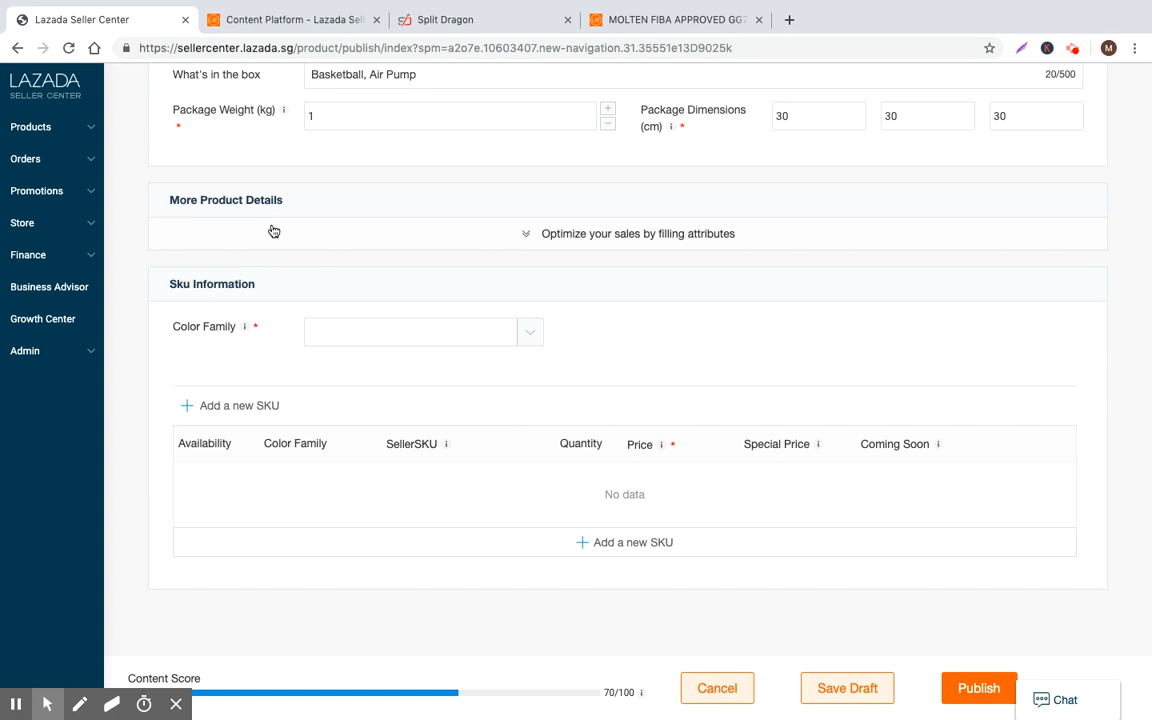 Lazada Seller Center
Content Platform - Lazada Sel
Split Dragon
MOLTEN FIBA APPROVED GG7
https://sellercenter.lazada.sg/product/publish/index?spm=a2o7e.10603407.new-navigation.31.35551e13D9025k
K
M
LAZADA
SELLER CENTER
Products
Orders
Promotions
Store
Finance
Business Advisor
Growth Center
Admin
What's in the box
Basketball, Air Pump
20/500
Package Weight (kg) i
*
1
Package Dimensions
(cm) i *
30
30
30
More Product Details
Optimize your sales by filling attributes
Sku Information
Color Family i *
+ Add a new SKU
Availability
Color Family
SellerSKU i
Quantity
Price i *
Special Price i
Coming Soon i
No data
+ Add a new SKU
Content Score
70/100 i
Cancel
Save Draft
Publish
Chat